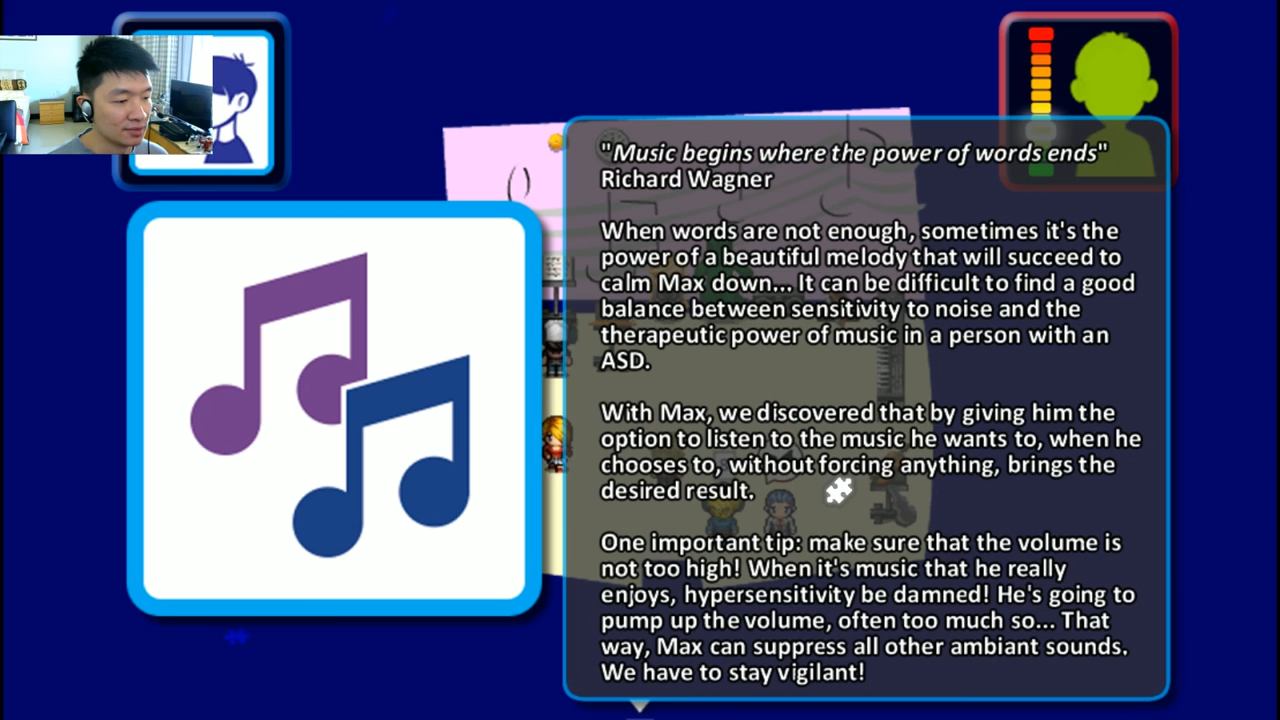 "Music begins where the power of words ends"
Richard Wagner
When words are not enough, sometimes it's the
power of a beautiful melody that will succeed to
calm Max down... It can be difficult to find a good
balance between sensitivity to noise and the
therapeutic power of music in a person with an
ASD.
With Max, we discovered that by giving him the
option to listen to the music he wants to, when he
chooses to, without forcing anything, brings the
desired result.
One important tip: make sure that the volume is
not too high! When it's music that he really
enjoys, hypersensitivity be damned! He's going to
pump up the volume, often too much so... That
way, Max can suppress all other ambiant sounds.
We have to stay vigilant!